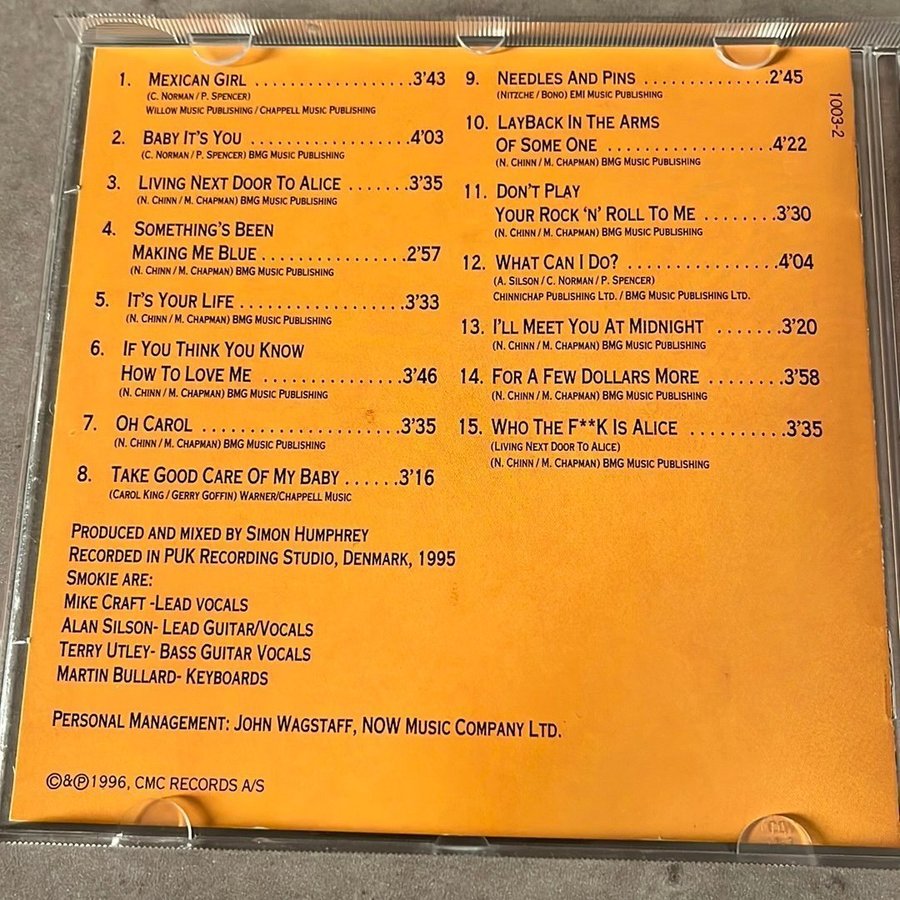 1. Mexican Girl ..................3'43
(C. Norman / P. Spencer)
Willow Music Publishing / Chappell Music Publishing
2. Baby It's You ..................4'03
(C. Norman / P. Spencer) BMG Music Publishing
3. Living Next Door To Alice ........3'35
(N. Chinn / M. Chapman) BMG Music Publishing
4. Something's Been
Making Me Blue .................2'57
(N. Chinn / M. Chapman) BMG Music Publishing
5. It's Your Life ...................3'33
(N. Chinn / M. Chapman) BMG Music Publishing
6. If You Think You Know
How To Love Me ................3'46
(N. Chinn / M. Chapman) BMG Music Publishing
7. Oh Carol ......................3'35
(N. Chinn / M. Chapman) BMG Music Publishing
8. Take Good Care Of My Baby ......3'16
(Carol King / Gerry Goffin) Warner/Chappell Music
9. Needles And Pins ...............2'45
(Nitzche / Bono) EMI Music Publishing
10. LayBack In The Arms
Of Some One ..................4'22
(N. Chinn / M. Chapman) BMG Music Publishing
11. Don't Play
Your Rock 'N' Roll To Me ........3'30
(N. Chinn / M. Chapman) BMG Music Publishing
12. What Can I Do? .................4'04
(A. Silson / C. Norman / P. Spencer)
Chinnichap Publishing Ltd. / BMG Music Publishing Ltd.
13. I'll Meet You At Midnight .......3'20
(N. Chinn / M. Chapman) BMG Music Publishing
14. For A Few Dollars More ........3'58
(N. Chinn / M. Chapman) BMG Music Publishing
15. Who The F**k Is Alice ..........3'35
(Living Next Door To Alice)
(N. Chinn / M. Chapman) BMG Music Publishing
1003-2
Produced and mixed by Simon Humphrey
Recorded in PUK Recording Studio, Denmark, 1995
Smokie are:
Mike Craft -Lead vocals
Alan Silson- Lead Guitar/Vocals
Terry Utley- Bass Guitar Vocals
Martin Bullard- Keyboards
Personal Management: John Wagstaff, NOW Music Company Ltd.
©&℗1996, CMC RECORDS A/S